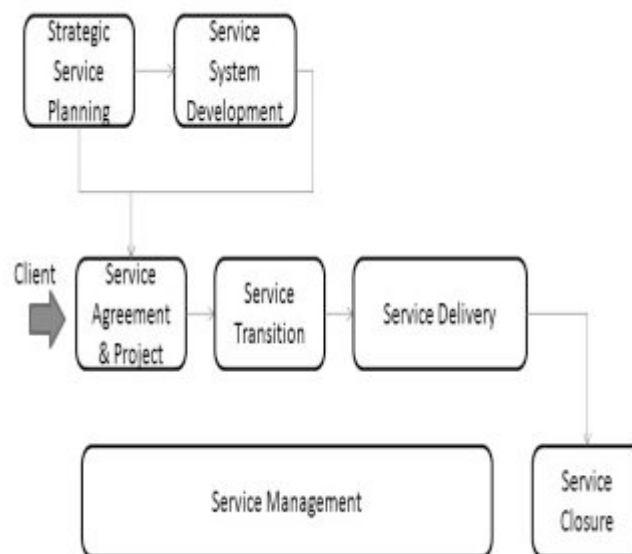 Strategic
Service
Planning
Service
System
Development
Client
Service
Agreement
& Project
Service
Transition
Service Delivery
Service Management
Service
Closure